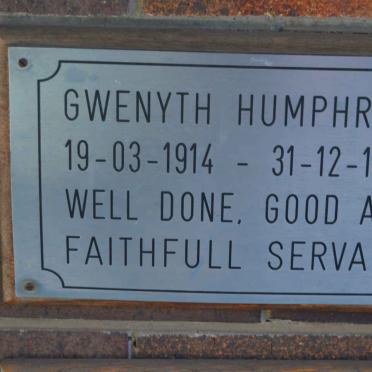 GWENYTH HUMPHR
19-03-1914 - 31-12-1
WELL DONE, GOOD A
FAITHFULL SERVA